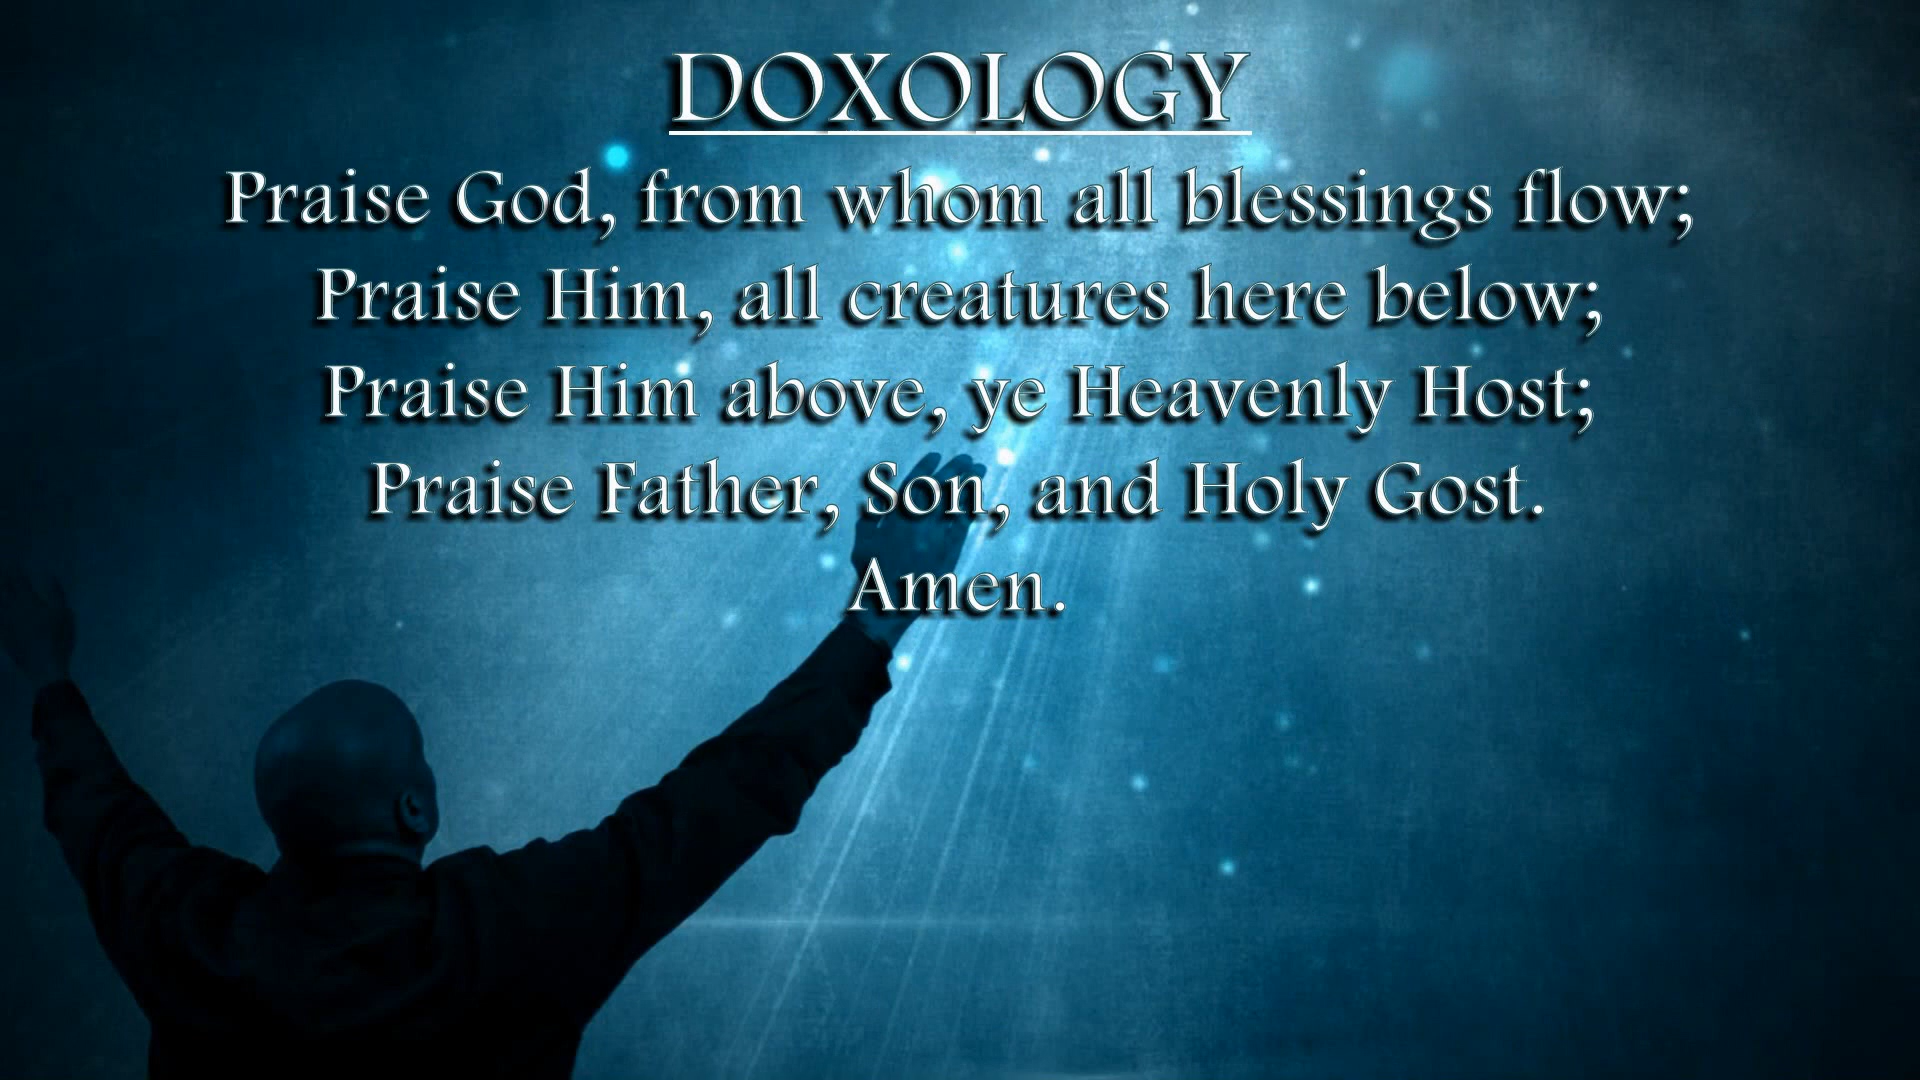 DOXOLOGY
Praise God, from whom all blessings flow;
Praise Him, all creatures here below;
Praise Him above, ye Heavenly Host;
Praise Father, Son, and Holy Gost.
Amen.